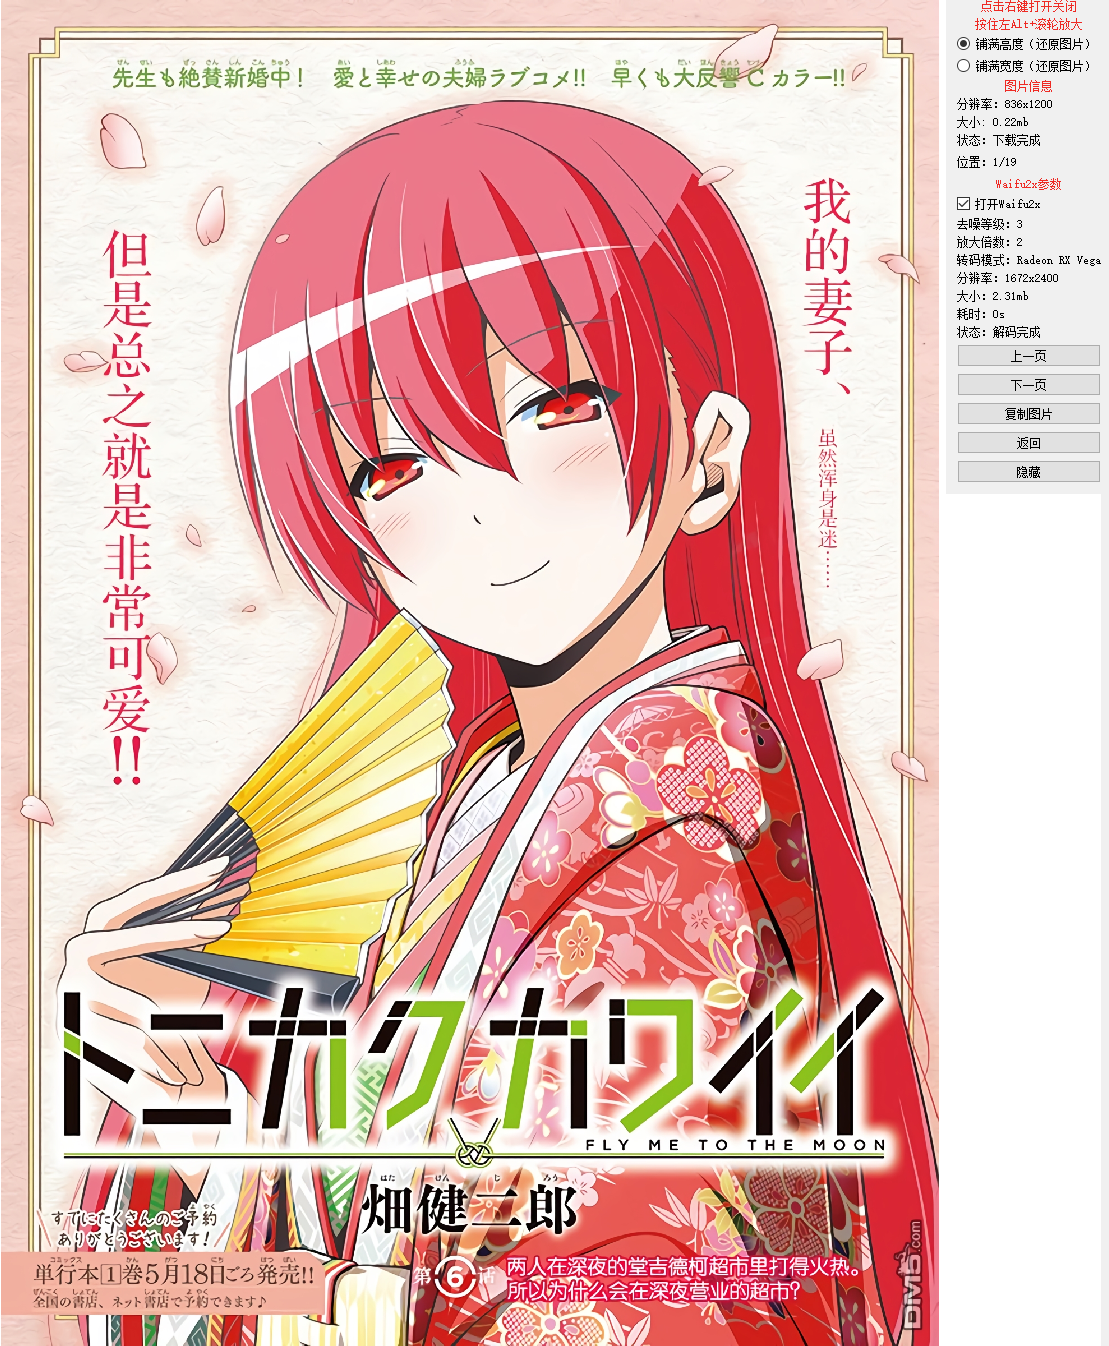 先生も絶賛新婚中！ 愛と幸せの夫婦ラブコメ!! 早くも大反響Cカラー!!
我的妻子、
虽然浑身是迷……
但是总之就是非常可爱!!
トニカクカワイイ
FLY ME TO THE MOON
畑健二郎
はた けん じ ろう
すでにたくさんのご予約
ありがとうございます！
単行本1巻5月18日ごろ発売!!
全国の書店、ネット書店で予約できます♪
第6话
两人在深夜的堂吉德柯超市里打得火热。
所以为什么会在深夜营业的超市?
DM5.com
点击右键打开关闭
按住左Alt+滚轮放大
铺满高度（还原图片）
铺满宽度（还原图片）
图片信息
分辨率：836x1200
大小：0.22mb
状态：下载完成
位置：1/19
Waifu2x参数
打开Waifu2x
去噪等级：3
放大倍数：2
转码模式：Radeon RX Vega
分辨率：1672x2400
大小：2.31mb
耗时：0s
状态：解码完成
上一页
下一页
复制图片
返回
隐藏